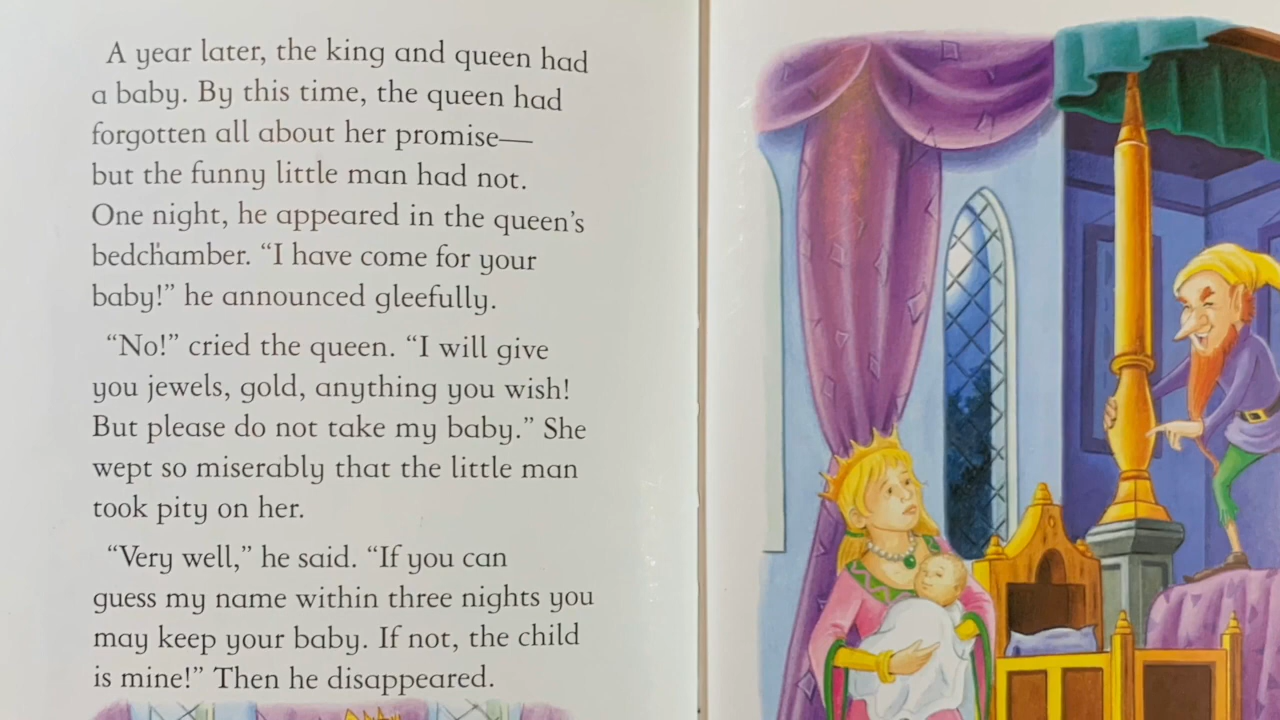 A year later, the king and queen had
a baby. By this time, the queen had
forgotten all about her promise—
but the funny little man had not.
One night, he appeared in the queen’s
bedchamber. “I have come for your
baby!” he announced gleefully.
“No!” cried the queen. “I will give
you jewels, gold, anything you wish!
But please do not take my baby.” She
wept so miserably that the little man
took pity on her.
“Very well,” he said. “If you can
guess my name within three nights you
may keep your baby. If not, the child
is mine!” Then he disappeared.